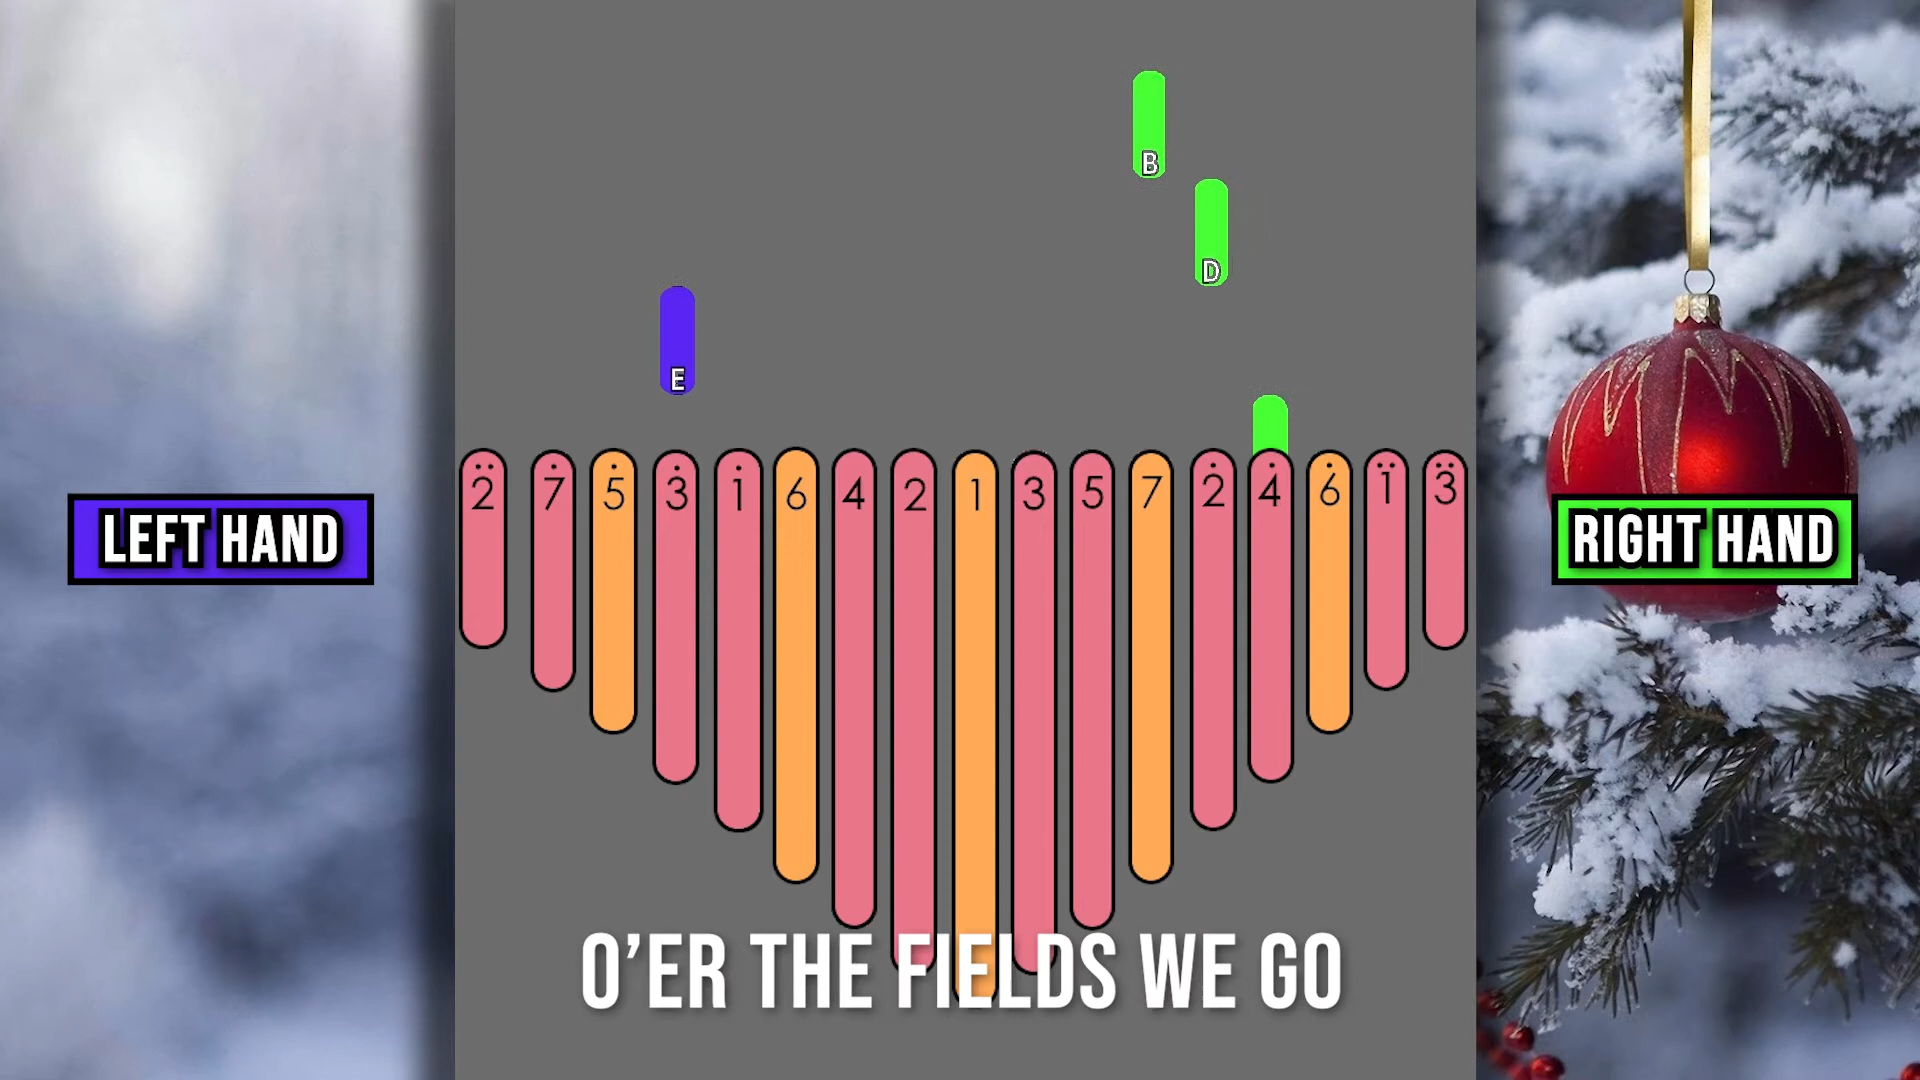 B
D
E
2̈ 7̇ 5̇ 3̇ 1̇ 6 4 2 1 3 5 7 2̇ 4̇ 6̇ 1̈ 3̈
LEFT HAND
RIGHT HAND
O’ER THE FIELDS WE GO